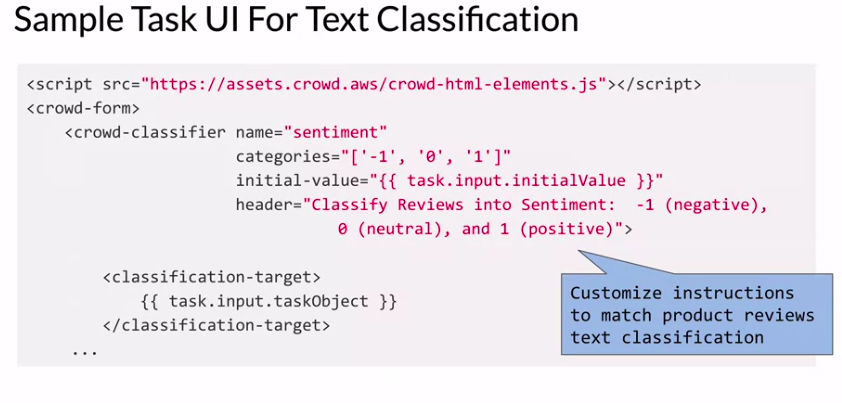 Sample Task UI For Text Classification
<script src="https://assets.crowd.aws/crowd-html-elements.js"></script>
<crowd-form>
<crowd-classifier name="sentiment"
categories="['-1', '0', '1']"
initial-value="{{ task.input.initialValue }}"
header="Classify Reviews into Sentiment:  -1 (negative),
0 (neutral), and 1 (positive)">
<classification-target>
{{ task.input.taskObject }}
</classification-target>
...
Customize instructions
to match product reviews
text classification